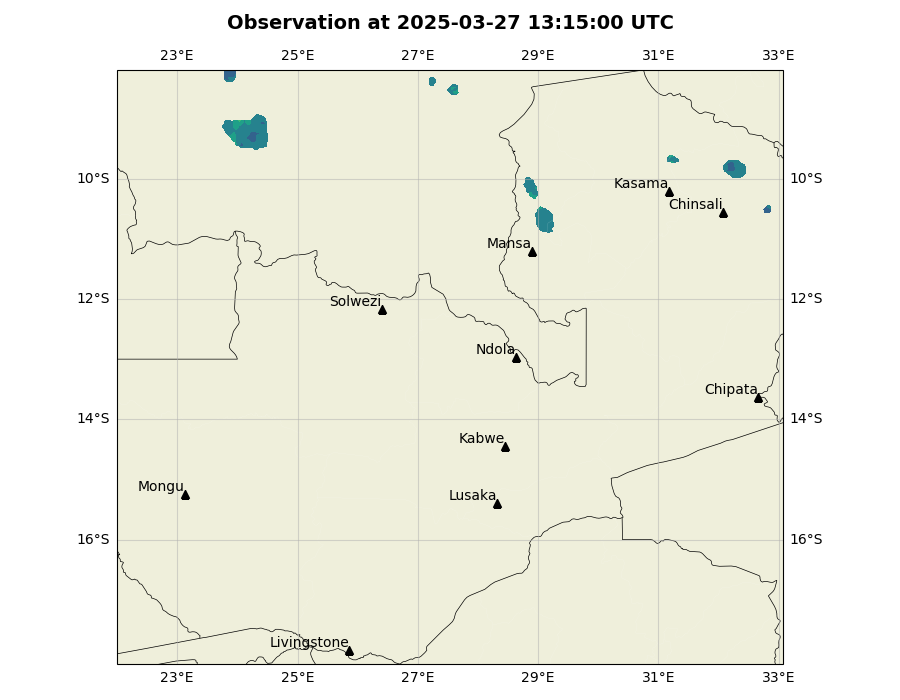 Observation at 2025-03-27 13:15:00 UTC
23°E 25°E 27°E 29°E 31°E 33°E
10°S 10°S
Kasama
Chinsali
Mansa
12°S 12°S
Solwezi
Ndola
Chipata
14°S 14°S
Kabwe
Mongu
Lusaka
16°S 16°S
Livingstone
23°E 25°E 27°E 29°E 31°E 33°E